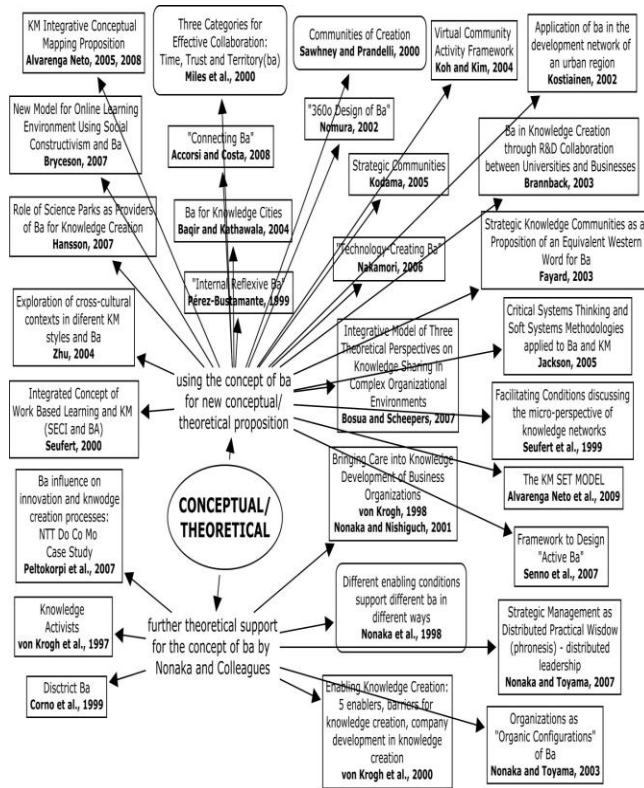 KM Integrative Conceptual
Mapping Proposition
Alvarenga Neto, 2005, 2008
Three Categories for
Effective Collaboration:
Time, Trust and Territory(ba)
Miles et al., 2000
Communities of Creation
Sawhney and Prandelli, 2000
Virtual Community
Activity Framework
Koh and Kim, 2004
Application of ba in
the development network of
an urban region
Kostiainen, 2002
New Model for Online Learning
Environment Using Social
Constructivism and Ba
Bryceson, 2007
"Connecting Ba"
Accorsi and Costa, 2008
"360o Design of Ba"
Nomura, 2002
Strategic Communities
Kodama, 2005
Ba in Knowledge Creation
through R&D Collaboration
between Universities and Businesses
Brannback, 2003
Role of Science Parks as Providers
of Ba for Knowledge Creation
Hansson, 2007
Ba for Knowledge Cities
Baqir and Kathawala, 2004
"Technology-Creating Ba"
Nakamori, 2006
Strategic Knowledge Communities as a
Proposition of an Equivalent Western
Word for Ba
Fayard, 2003
"Internal Reflexive Ba"
Pérez-Bustamante, 1999
Exploration of cross-cultural
contexts in diferent KM
styles and Ba
Zhu, 2004
using the concept of ba
for new conceptual/
theoretical proposition
Integrative Model of Three
Theoretical Perspectives on
Knowledge Sharing in
Complex Organizational
Environments
Bosua and Scheepers, 2007
Critical Systems Thinking and
Soft Systems Methodologies
applied to Ba and KM
Jackson, 2005
Integrated Concept of
Work Based Learning and KM
(SECI and BA)
Seufert, 2000
Facilitating Conditions discussing
the micro-perspective of
knowledge networks
Seufert et al., 1999
CONCEPTUAL/
THEORETICAL
Bringing Care into Knowledge
Development of Business
Organizations
von Krogh, 1998
Nonaka and Nishiguch, 2001
The KM SET MODEL
Alvarenga Neto et al., 2009
Ba influence on
innovation and knwodge
creation processes:
NTT Do Co Mo
Case Study
Peltokorpi et al., 2007
Framework to Design
"Active Ba"
Senno et al., 2007
further theoretical support
for the concept of ba by
Nonaka and Colleagues
Different enabling conditions
support different ba in
different ways
Nonaka et al., 1998
Knowledge
Activists
von Krogh et al., 1997
Strategic Management as
Distributed Practical Wisdow
(phronesis) - distributed
leadership
Nonaka and Toyama, 2007
Disctrict Ba
Corno et al., 1999
Enabling Knowledge Creation:
5 enablers, barriers for
knowledge creation, company
development in knowledge
creation
von Krogh et al., 2000
Organizations as
"Organic Configurations"
of Ba
Nonaka and Toyama, 2003